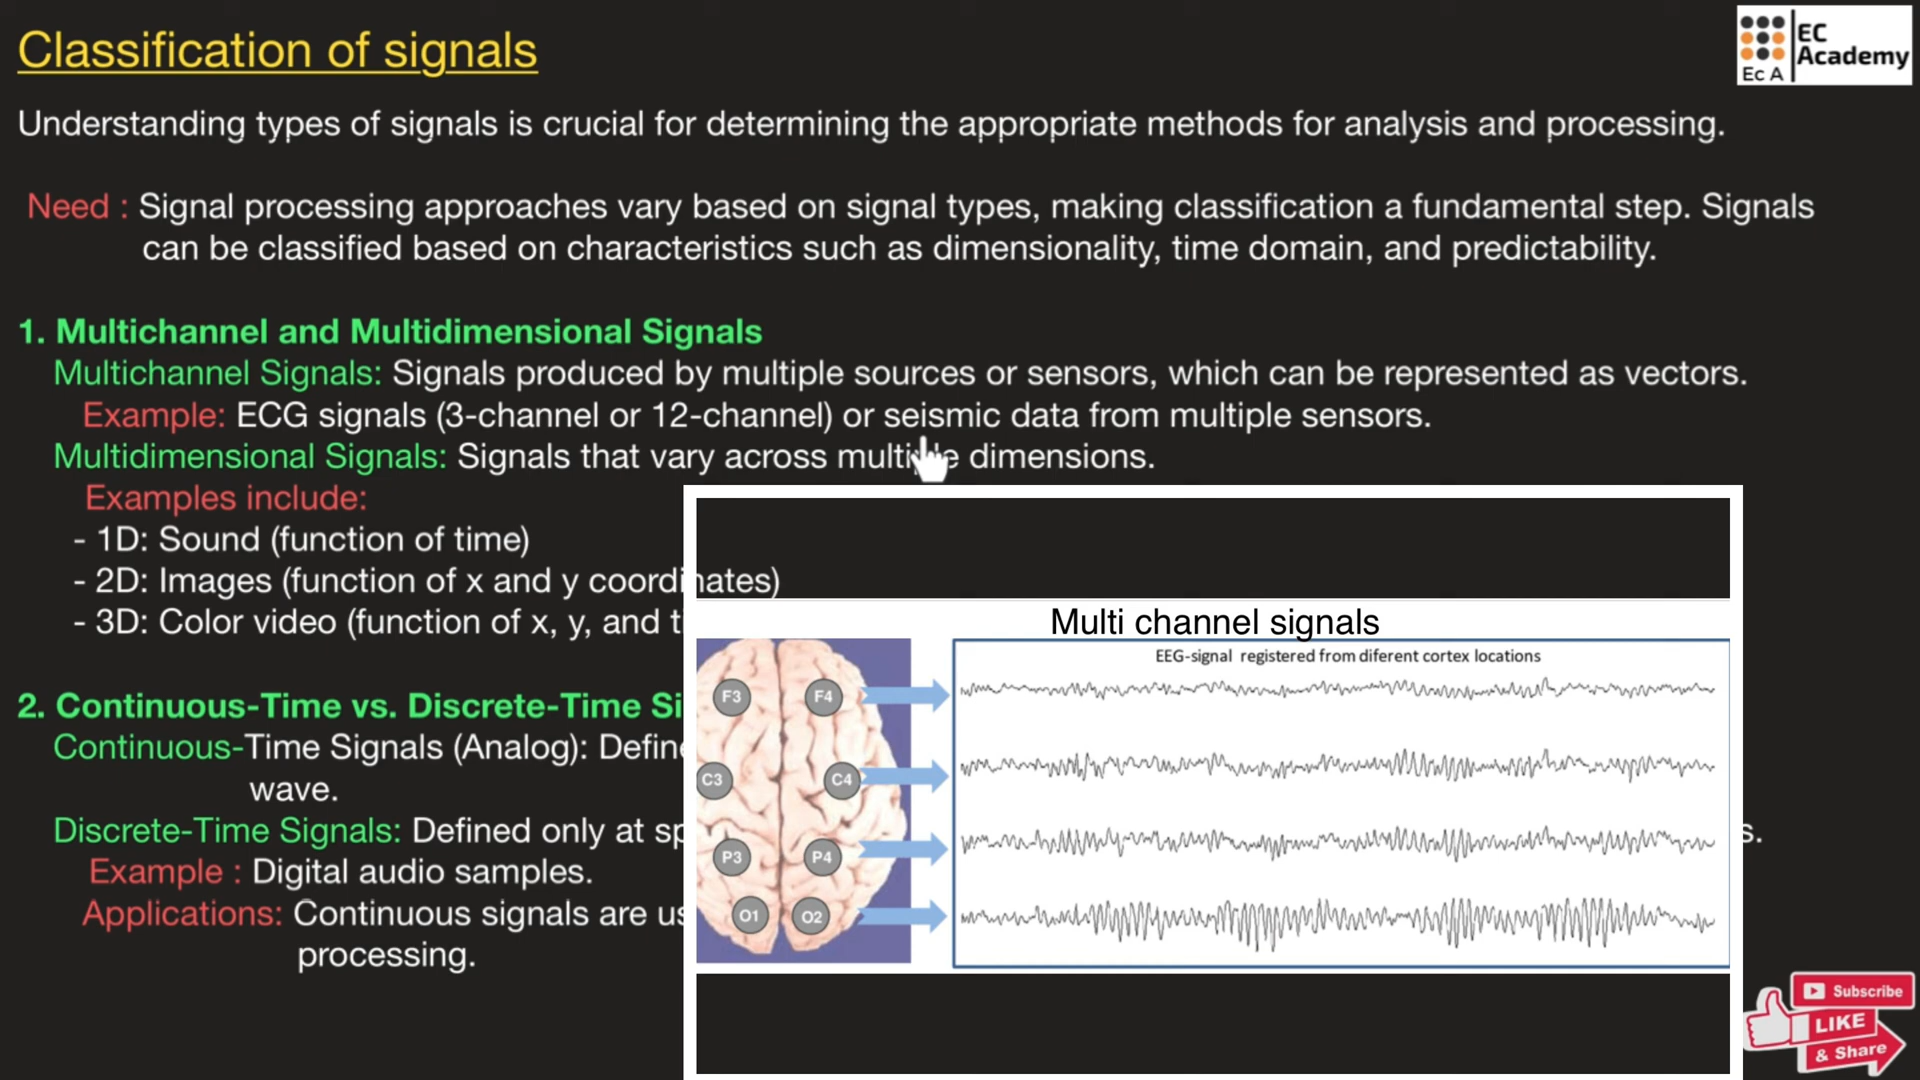 Classification of signals
EC
Academy
Ec A
Understanding types of signals is crucial for determining the appropriate methods for analysis and processing.
Need : Signal processing approaches vary based on signal types, making classification a fundamental step. Signals
can be classified based on characteristics such as dimensionality, time domain, and predictability.
1. Multichannel and Multidimensional Signals
Multichannel Signals: Signals produced by multiple sources or sensors, which can be represented as vectors.
Example: ECG signals (3-channel or 12-channel) or seismic data from multiple sensors.
Multidimensional Signals: Signals that vary across multiple dimensions.
Examples include:
- 1D: Sound (function of time)
- 2D: Images (function of x and y coordinates)
- 3D: Color video (function of x, y, and
2. Continuous-Time vs. Discrete-Time
Continuous-Time Signals (Analog):
wave.
Discrete-Time Signals: Defined only at
Example : Digital audio samples.
Applications: Continuous signals are
processing.
Multi channel signals
EEG-signal registered from diferent cortex locations
F3 F4
C3 C4
P3 P4
O1 O2
Subscribe
LIKE
& Share